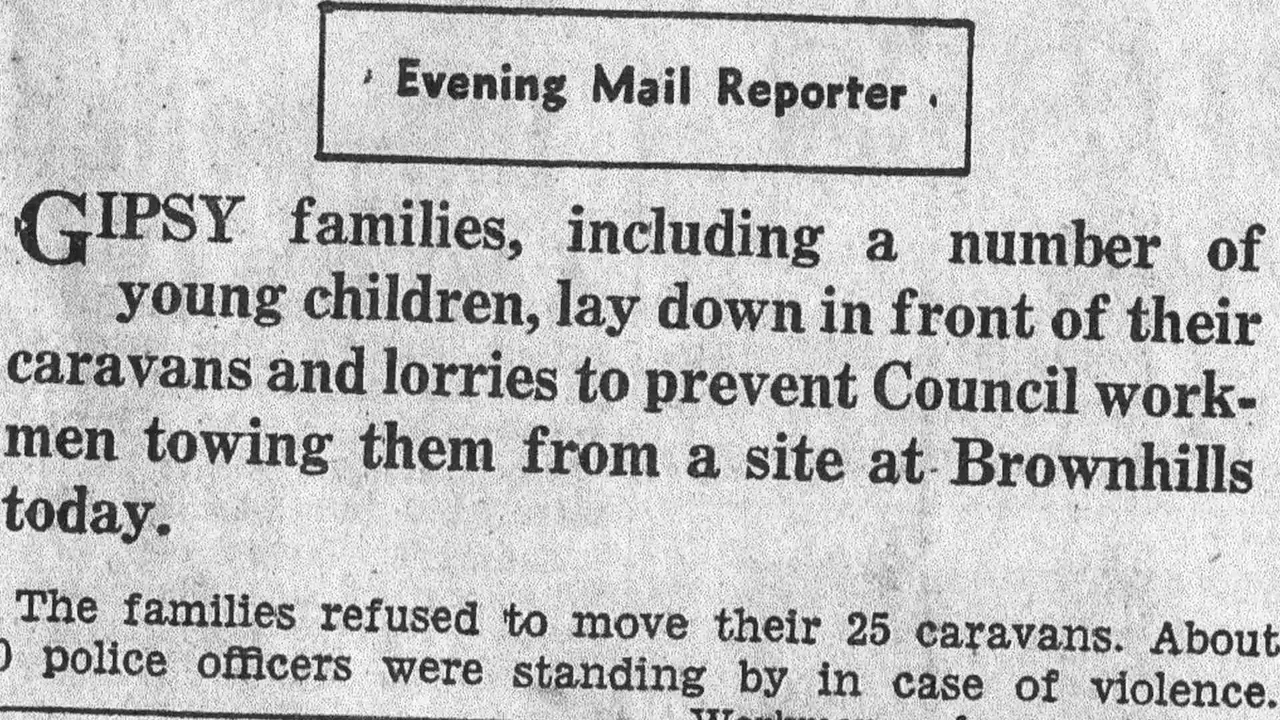 Evening Mail Reporter
GIPSY families, including a number of
young children, lay down in front of their
caravans and lorries to prevent Council work-
men towing them from a site at Brownhills
today.
The families refused to move their 25 caravans. About
police officers were standing by in case of violence.